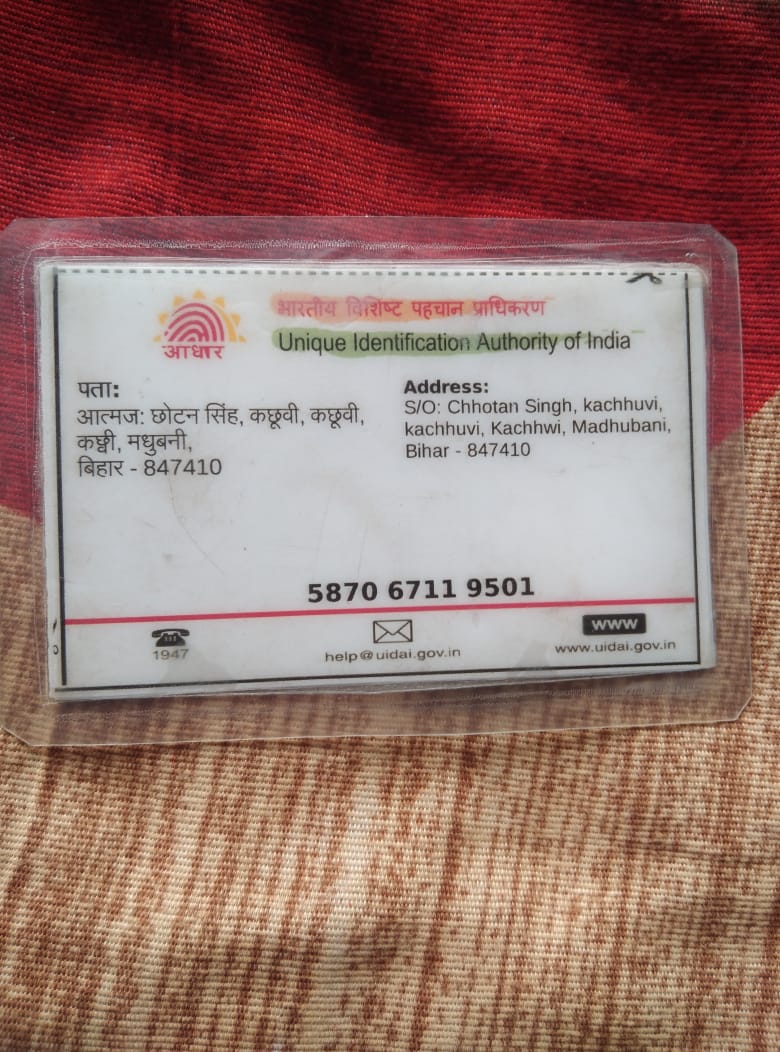 भारतीय विशिष्ट पहचान प्राधिकरण
Unique Identification Authority of India
आधार
पता:
आत्मज: छोटन सिंह, कछूवी, कछूवी,
कछ्वी, मधुबनी,
बिहार - 847410
Address:
S/O: Chhotan Singh, kachhuvi,
kachhuvi, Kachhwi, Madhubani,
Bihar - 847410
5870 6711 9501
1947
help@uidai.gov.in
www
www.uidai.gov.in